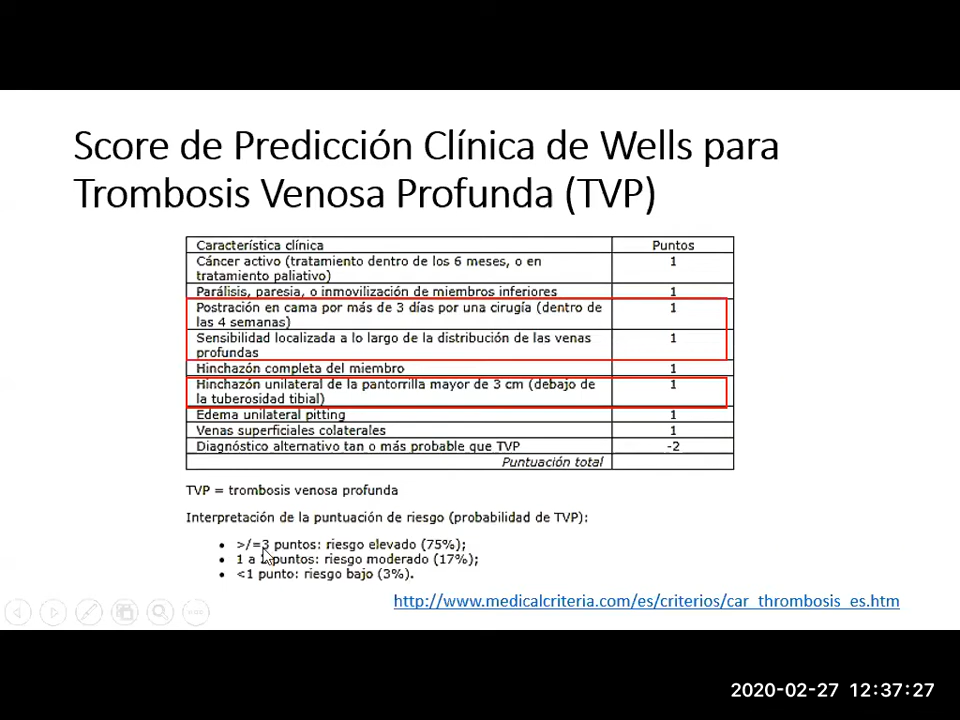 Score de Predicción Clínica de Wells para
Trombosis Venosa Profunda (TVP)
Característica clínica Puntos
Cáncer activo (tratamiento dentro de los 6 meses, o en 1
tratamiento paliativo)
Parálisis, paresia, o inmovilización de miembros inferiores 1
Postración en cama por más de 3 días por una cirugía (dentro de 1
las 4 semanas)
Sensibilidad localizada a lo largo de la distribución de las venas 1
profundas
Hinchazón completa del miembro 1
Hinchazón unilateral de la pantorrilla mayor de 3 cm (debajo de 1
la tuberosidad tibial)
Edema unilateral pitting 1
Venas superficiales colaterales 1
Diagnóstico alternativo tan o más probable que TVP -2
Puntuación total
TVP = trombosis venosa profunda
Interpretación de la puntuación de riesgo (probabilidad de TVP):
• >/=3 puntos: riesgo elevado (75%);
• 1 a puntos: riesgo moderado (17%);
• <1 punto: riesgo bajo (3%).
http://www.medicalcriteria.com/es/criterios/car_thrombosis_es.htm
2020-02-27 12:37:27